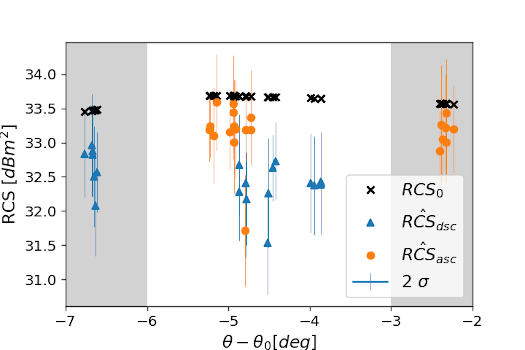 34.0
33.5
33.0
32.5
32.0
31.5
31.0
RCS [dBm²]
−7 −6 −5 −4 −3 −2
θ − θ₀[deg]
RCS₀
RĈS_dsc
RĈS_asc
2 σ